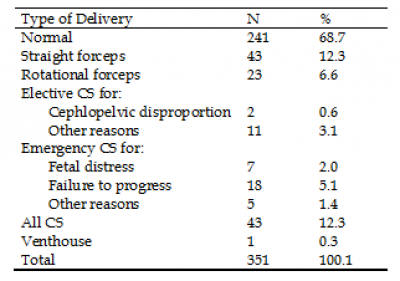 Type of Delivery N %
Normal 241 68.7
Straight forceps 43 12.3
Rotational forceps 23 6.6
Elective CS for:
Cephlopelvic disproportion 2 0.6
Other reasons 11 3.1
Emergency CS for:
Fetal distress 7 2.0
Failure to progress 18 5.1
Other reasons 5 1.4
All CS 43 12.3
Venthouse 1 0.3
Total 351 100.1